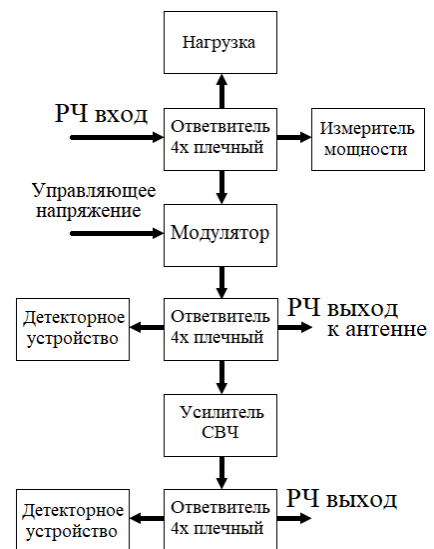 Нагрузка
РЧ вход
Ответвитель
4х плечный
Измеритель
мощности
Управляющее
напряжение
Модулятор
Детекторное
устройство
Ответвитель
4х плечный
РЧ выход
к антенне
Усилитель
СВЧ
Детекторное
устройство
Ответвитель
4х плечный
РЧ выход